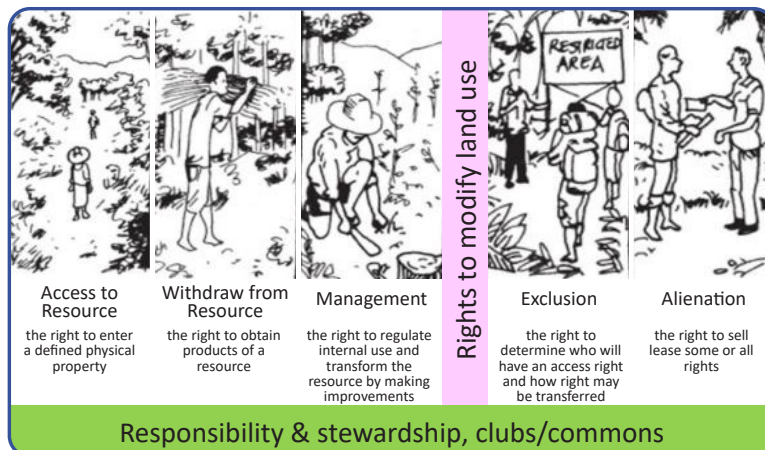 RESTRICTED
AREA
Access to
Resource
the right to enter
a defined physical
property
Withdraw from
Resource
the right to obtain
products of a
resource
Management
the right to regulate
internal use and
transform the
resource by making
improvements
Rights to modify land use
Exclusion
the right to
determine who will
have an access right
and how right may
be transferred
Alienation
the right to sell
lease some or all
rights
Responsibility & stewardship, clubs/commons